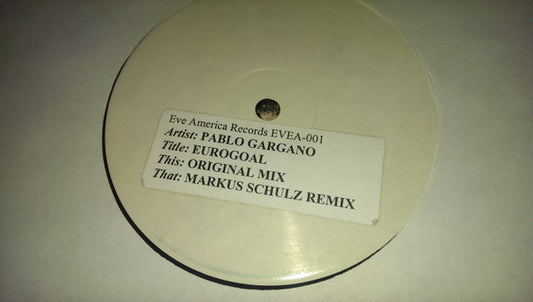 Eve America Records EVEA-001
Artist: PABLO GARGANO
Title: EUROGOAL
This: ORIGINAL MIX
That: MARKUS SCHULZ REMIX